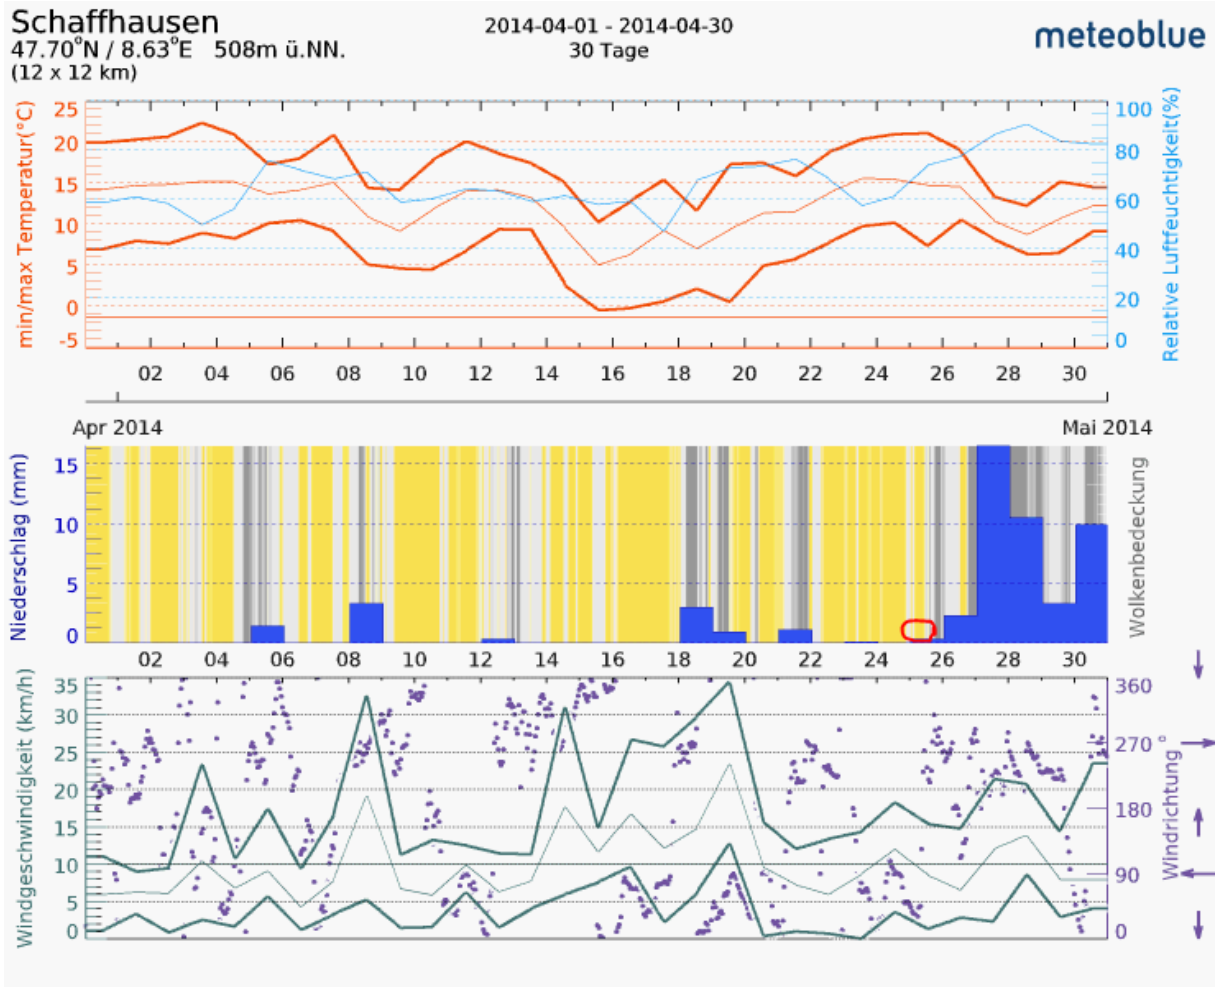 Schaffhausen
47.70°N / 8.63°E 508m ü.NN.
(12 x 12 km)
2014-04-01 - 2014-04-30
30 Tage
meteoblue
min/max Temperatur(°C)
25
20
15
10
5
0
-5
100
80
60
40
20
0
Relative Luftfeuchtigkeit(%)
02 04 06 08 10 12 14 16 18 20 22 24 26 28 30
Apr 2014
Mai 2014
Niederschlag (mm)
15
10
5
0
Wolkenbedeckung
02 04 06 08 10 12 14 16 18 20 22 24 26 28 30
Windgeschwindigkeit (km/h)
35
30
25
20
15
10
5
0
360
270
180
90
0
Windrichtung °